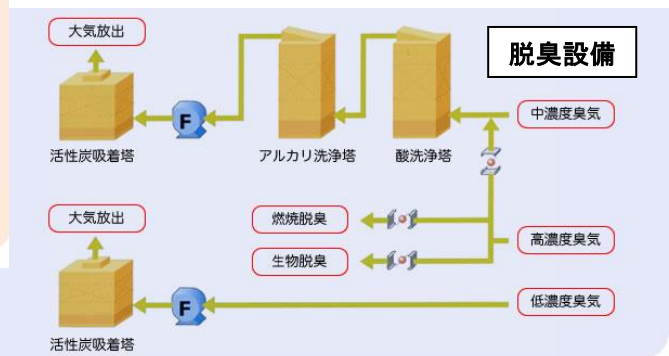 脱臭設備
大気放出
中濃度臭気
F
活性炭吸着塔
アルカリ洗浄塔
酸洗浄塔
大気放出
燃焼脱臭
高濃度臭気
生物脱臭
低濃度臭気
F
活性炭吸着塔